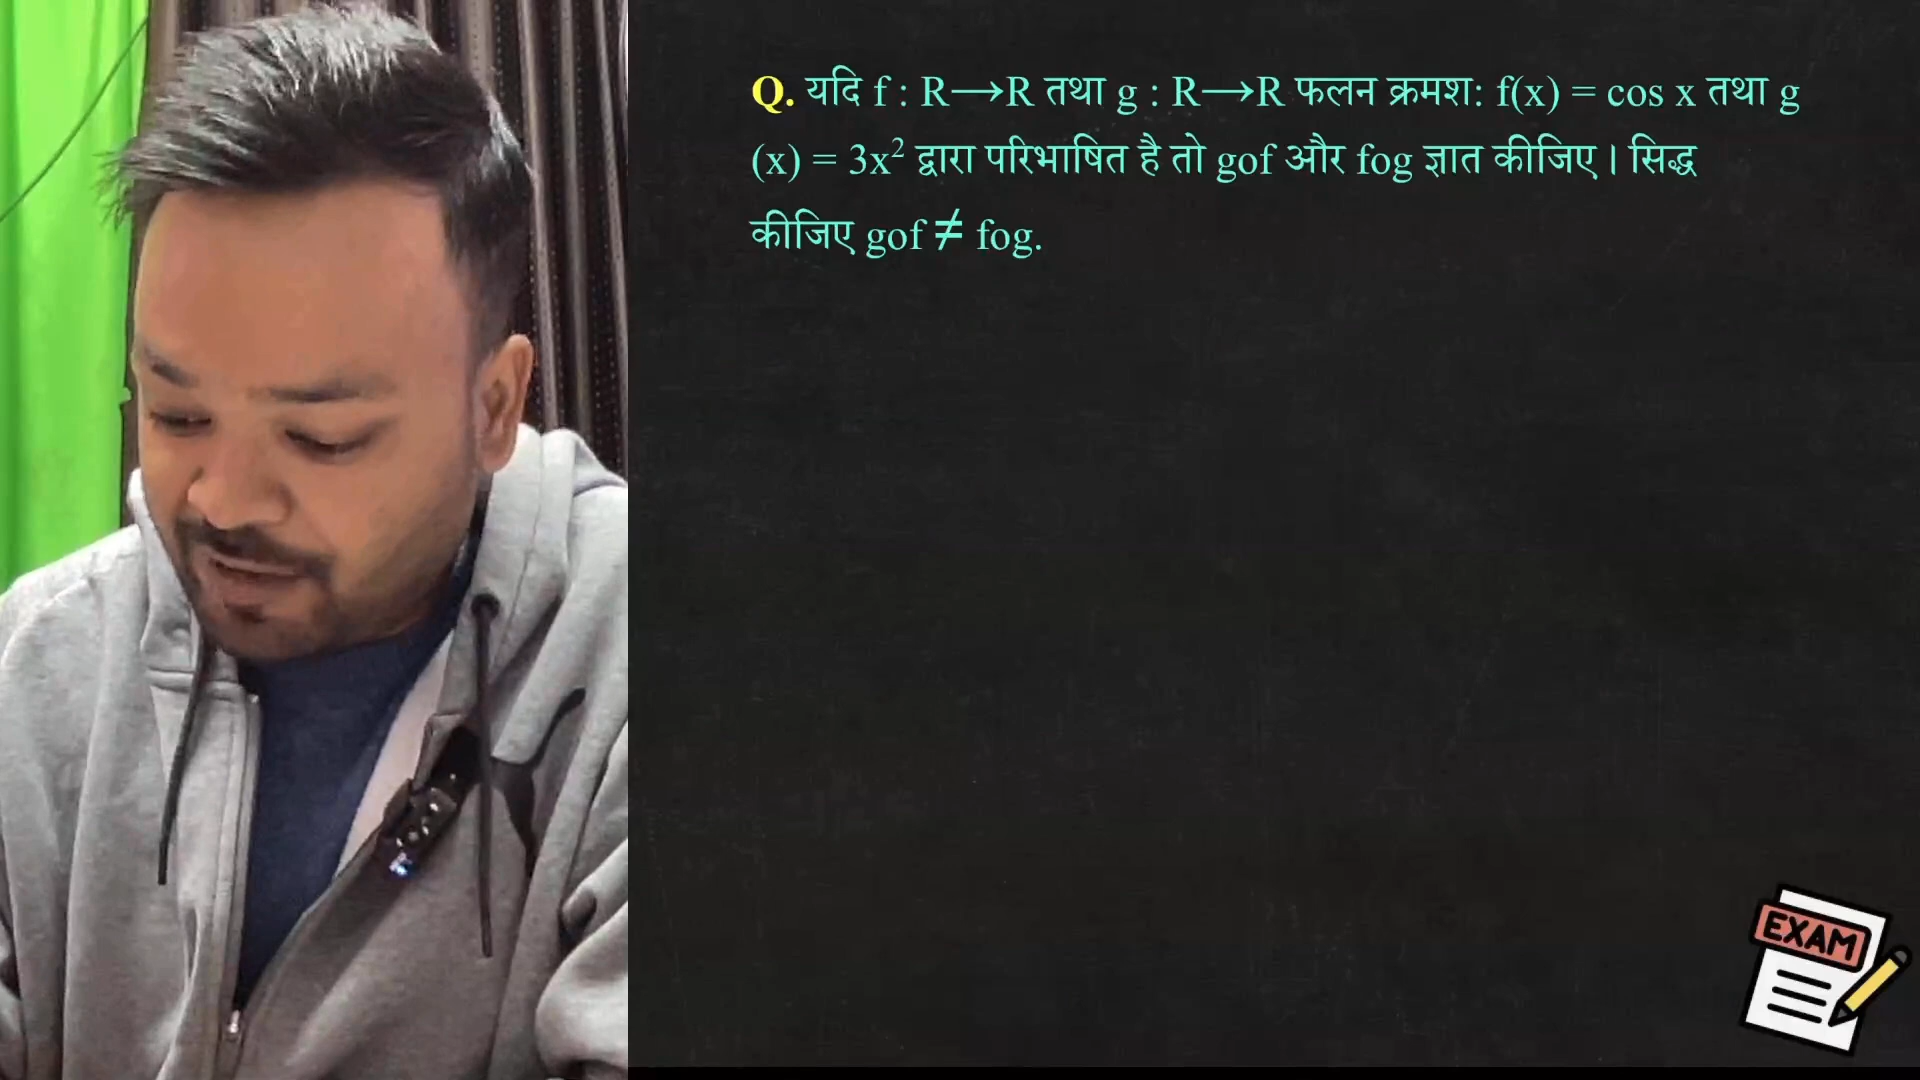 Q. यदि f : R⟶R तथा g : R⟶R फलन क्रमश: f(x) = cos x तथा g
(x) = 3x² द्वारा परिभाषित है तो gof और fog ज्ञात कीजिए । सिद्ध
कीजिए gof ≠ fog.
EXAM